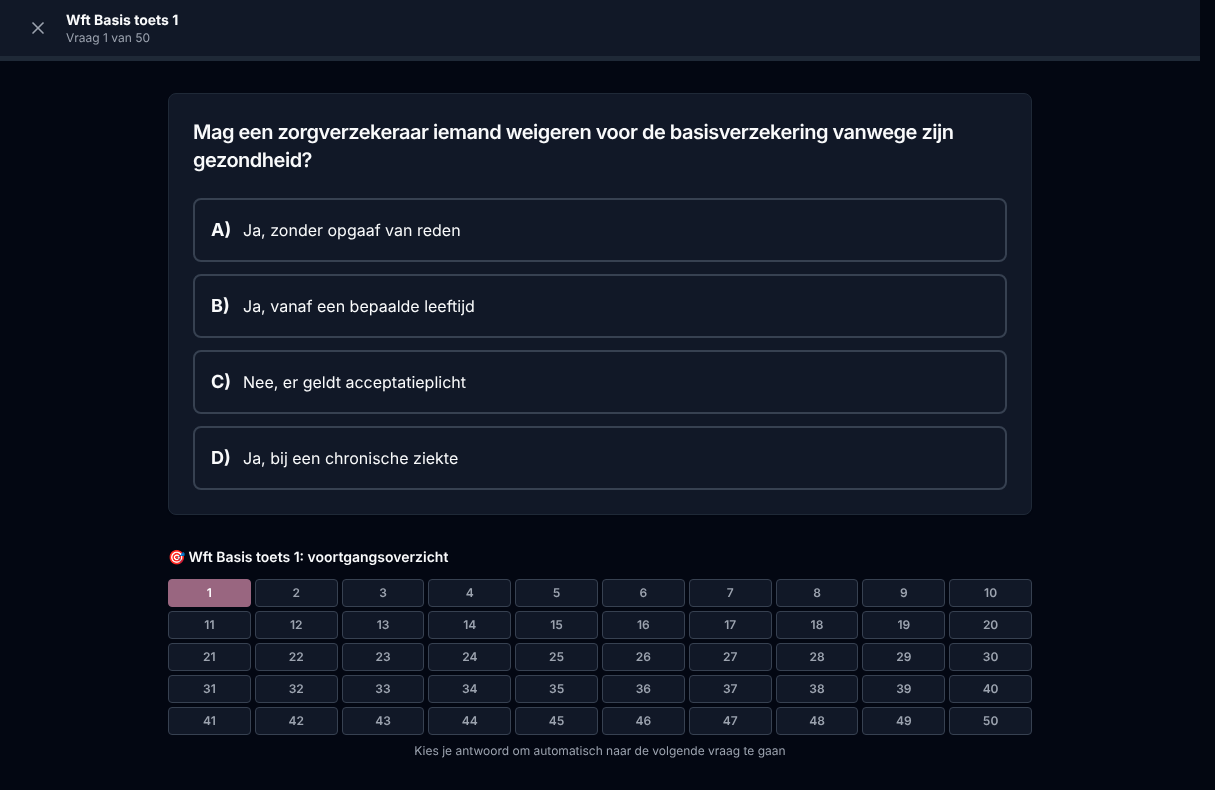 Wft Basis toets 1
Vraag 1 van 50
Mag een zorgverzekeraar iemand weigeren voor de basisverzekering vanwege zijn
gezondheid?
A) Ja, zonder opgaaf van reden
B) Ja, vanaf een bepaalde leeftijd
C) Nee, er geldt acceptatieplicht
D) Ja, bij een chronische ziekte
🎯 Wft Basis toets 1: voortgangsoverzicht
1 2 3 4 5 6 7 8 9 10
11 12 13 14 15 16 17 18 19 20
21 22 23 24 25 26 27 28 29 30
31 32 33 34 35 36 37 38 39 40
41 42 43 44 45 46 47 48 49 50
Kies je antwoord om automatisch naar de volgende vraag te gaan